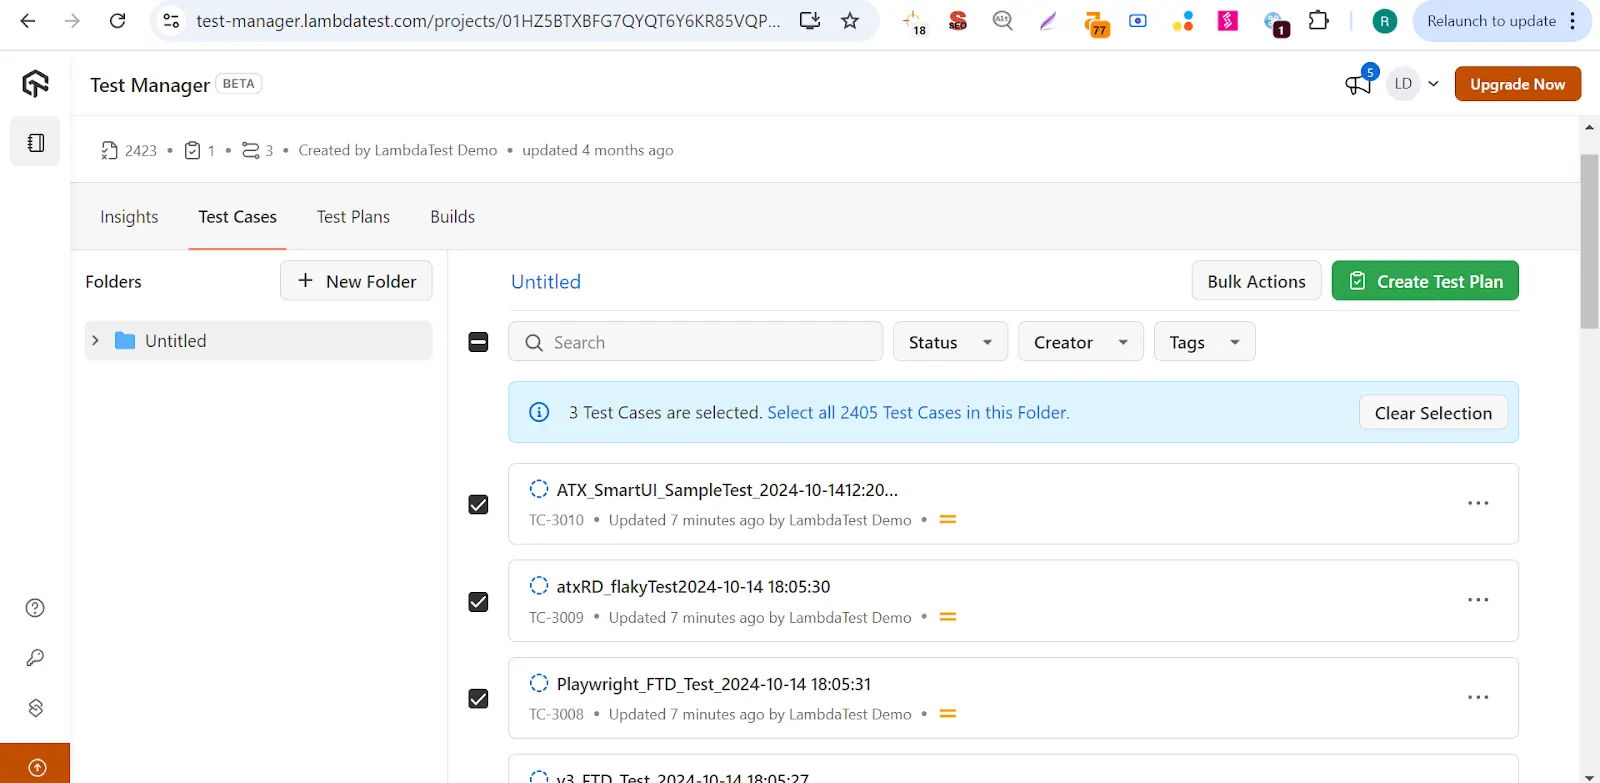 test-manager.lambdatest.com/projects/01HZ5BTXBFG7QYQT6Y6KR85VQP...
18
SEO
Alt
77
1
R
Relaunch to update
Test Manager BETA
5
LD
Upgrade Now
2423 • 1 • 3 • Created by LambdaTest Demo • updated 4 months ago
Insights Test Cases Test Plans Builds
Folders
+ New Folder
Untitled
Untitled
Bulk Actions
Create Test Plan
Search
Status
Creator
Tags
3 Test Cases are selected. Select all 2405 Test Cases in this Folder.
Clear Selection
ATX_SmartUI_SampleTest_2024-10-1412:20...
TC-3010 • Updated 7 minutes ago by LambdaTest Demo •
atxRD_flakyTest2024-10-14 18:05:30
TC-3009 • Updated 7 minutes ago by LambdaTest Demo •
Playwright_FTD_Test_2024-10-14 18:05:31
TC-3008 • Updated 7 minutes ago by LambdaTest Demo •
v3_FTD_Test_2024-10-14 18:05:27